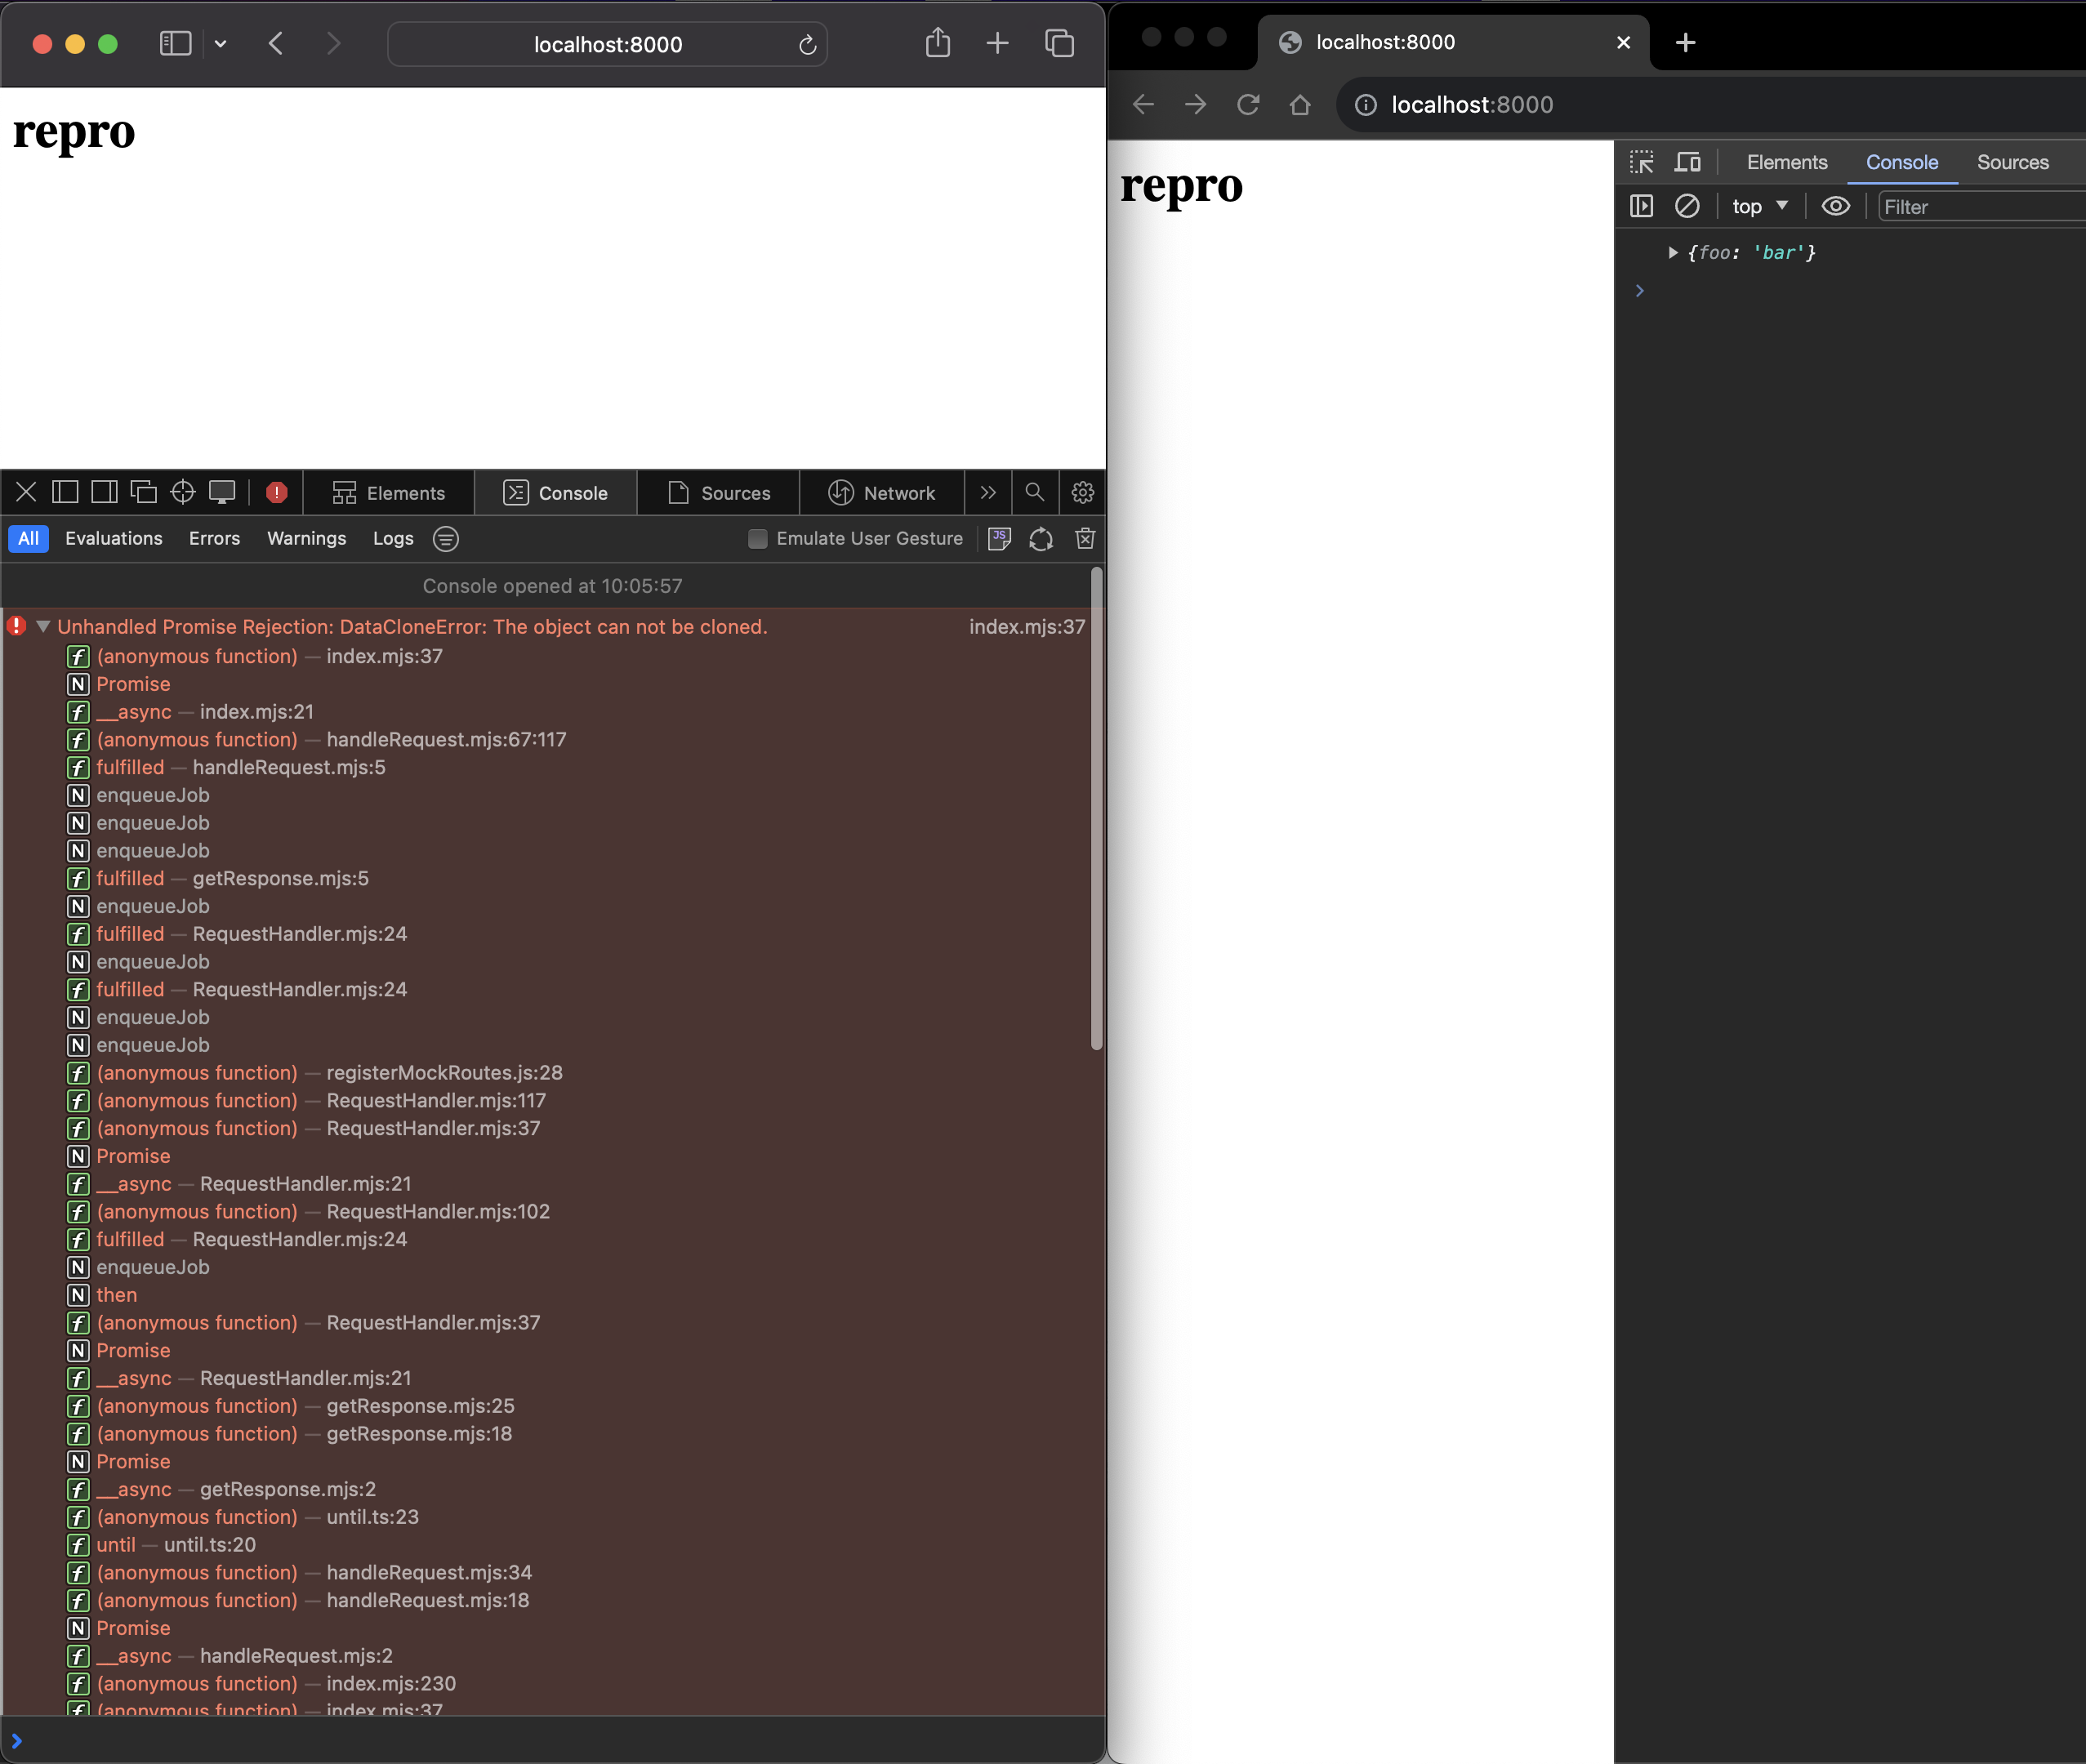 localhost:8000
repro
Elements
Console
Sources
Network
All
Evaluations
Errors
Warnings
Logs
Emulate User Gesture
JS
Console opened at 10:05:57
Unhandled Promise Rejection: DataCloneError: The object can not be cloned. index.mjs:37
f (anonymous function) — index.mjs:37
N Promise
f __async — index.mjs:21
f (anonymous function) — handleRequest.mjs:67:117
f fulfilled — handleRequest.mjs:5
N enqueueJob
N enqueueJob
N enqueueJob
f fulfilled — getResponse.mjs:5
N enqueueJob
f fulfilled — RequestHandler.mjs:24
N enqueueJob
f fulfilled — RequestHandler.mjs:24
N enqueueJob
N enqueueJob
f (anonymous function) — registerMockRoutes.js:28
f (anonymous function) — RequestHandler.mjs:117
f (anonymous function) — RequestHandler.mjs:37
N Promise
f __async — RequestHandler.mjs:21
f (anonymous function) — RequestHandler.mjs:102
f fulfilled — RequestHandler.mjs:24
N enqueueJob
N then
f (anonymous function) — RequestHandler.mjs:37
N Promise
f __async — RequestHandler.mjs:21
f (anonymous function) — getResponse.mjs:25
f (anonymous function) — getResponse.mjs:18
N Promise
f __async — getResponse.mjs:2
f (anonymous function) — until.ts:23
f until — until.ts:20
f (anonymous function) — handleRequest.mjs:34
f (anonymous function) — handleRequest.mjs:18
N Promise
f __async — handleRequest.mjs:2
f (anonymous function) — index.mjs:230
f (anonymous function) — index.mjs:37
localhost:8000
localhost:8000
repro
Elements
Console
Sources
top
Filter
{foo: 'bar'}